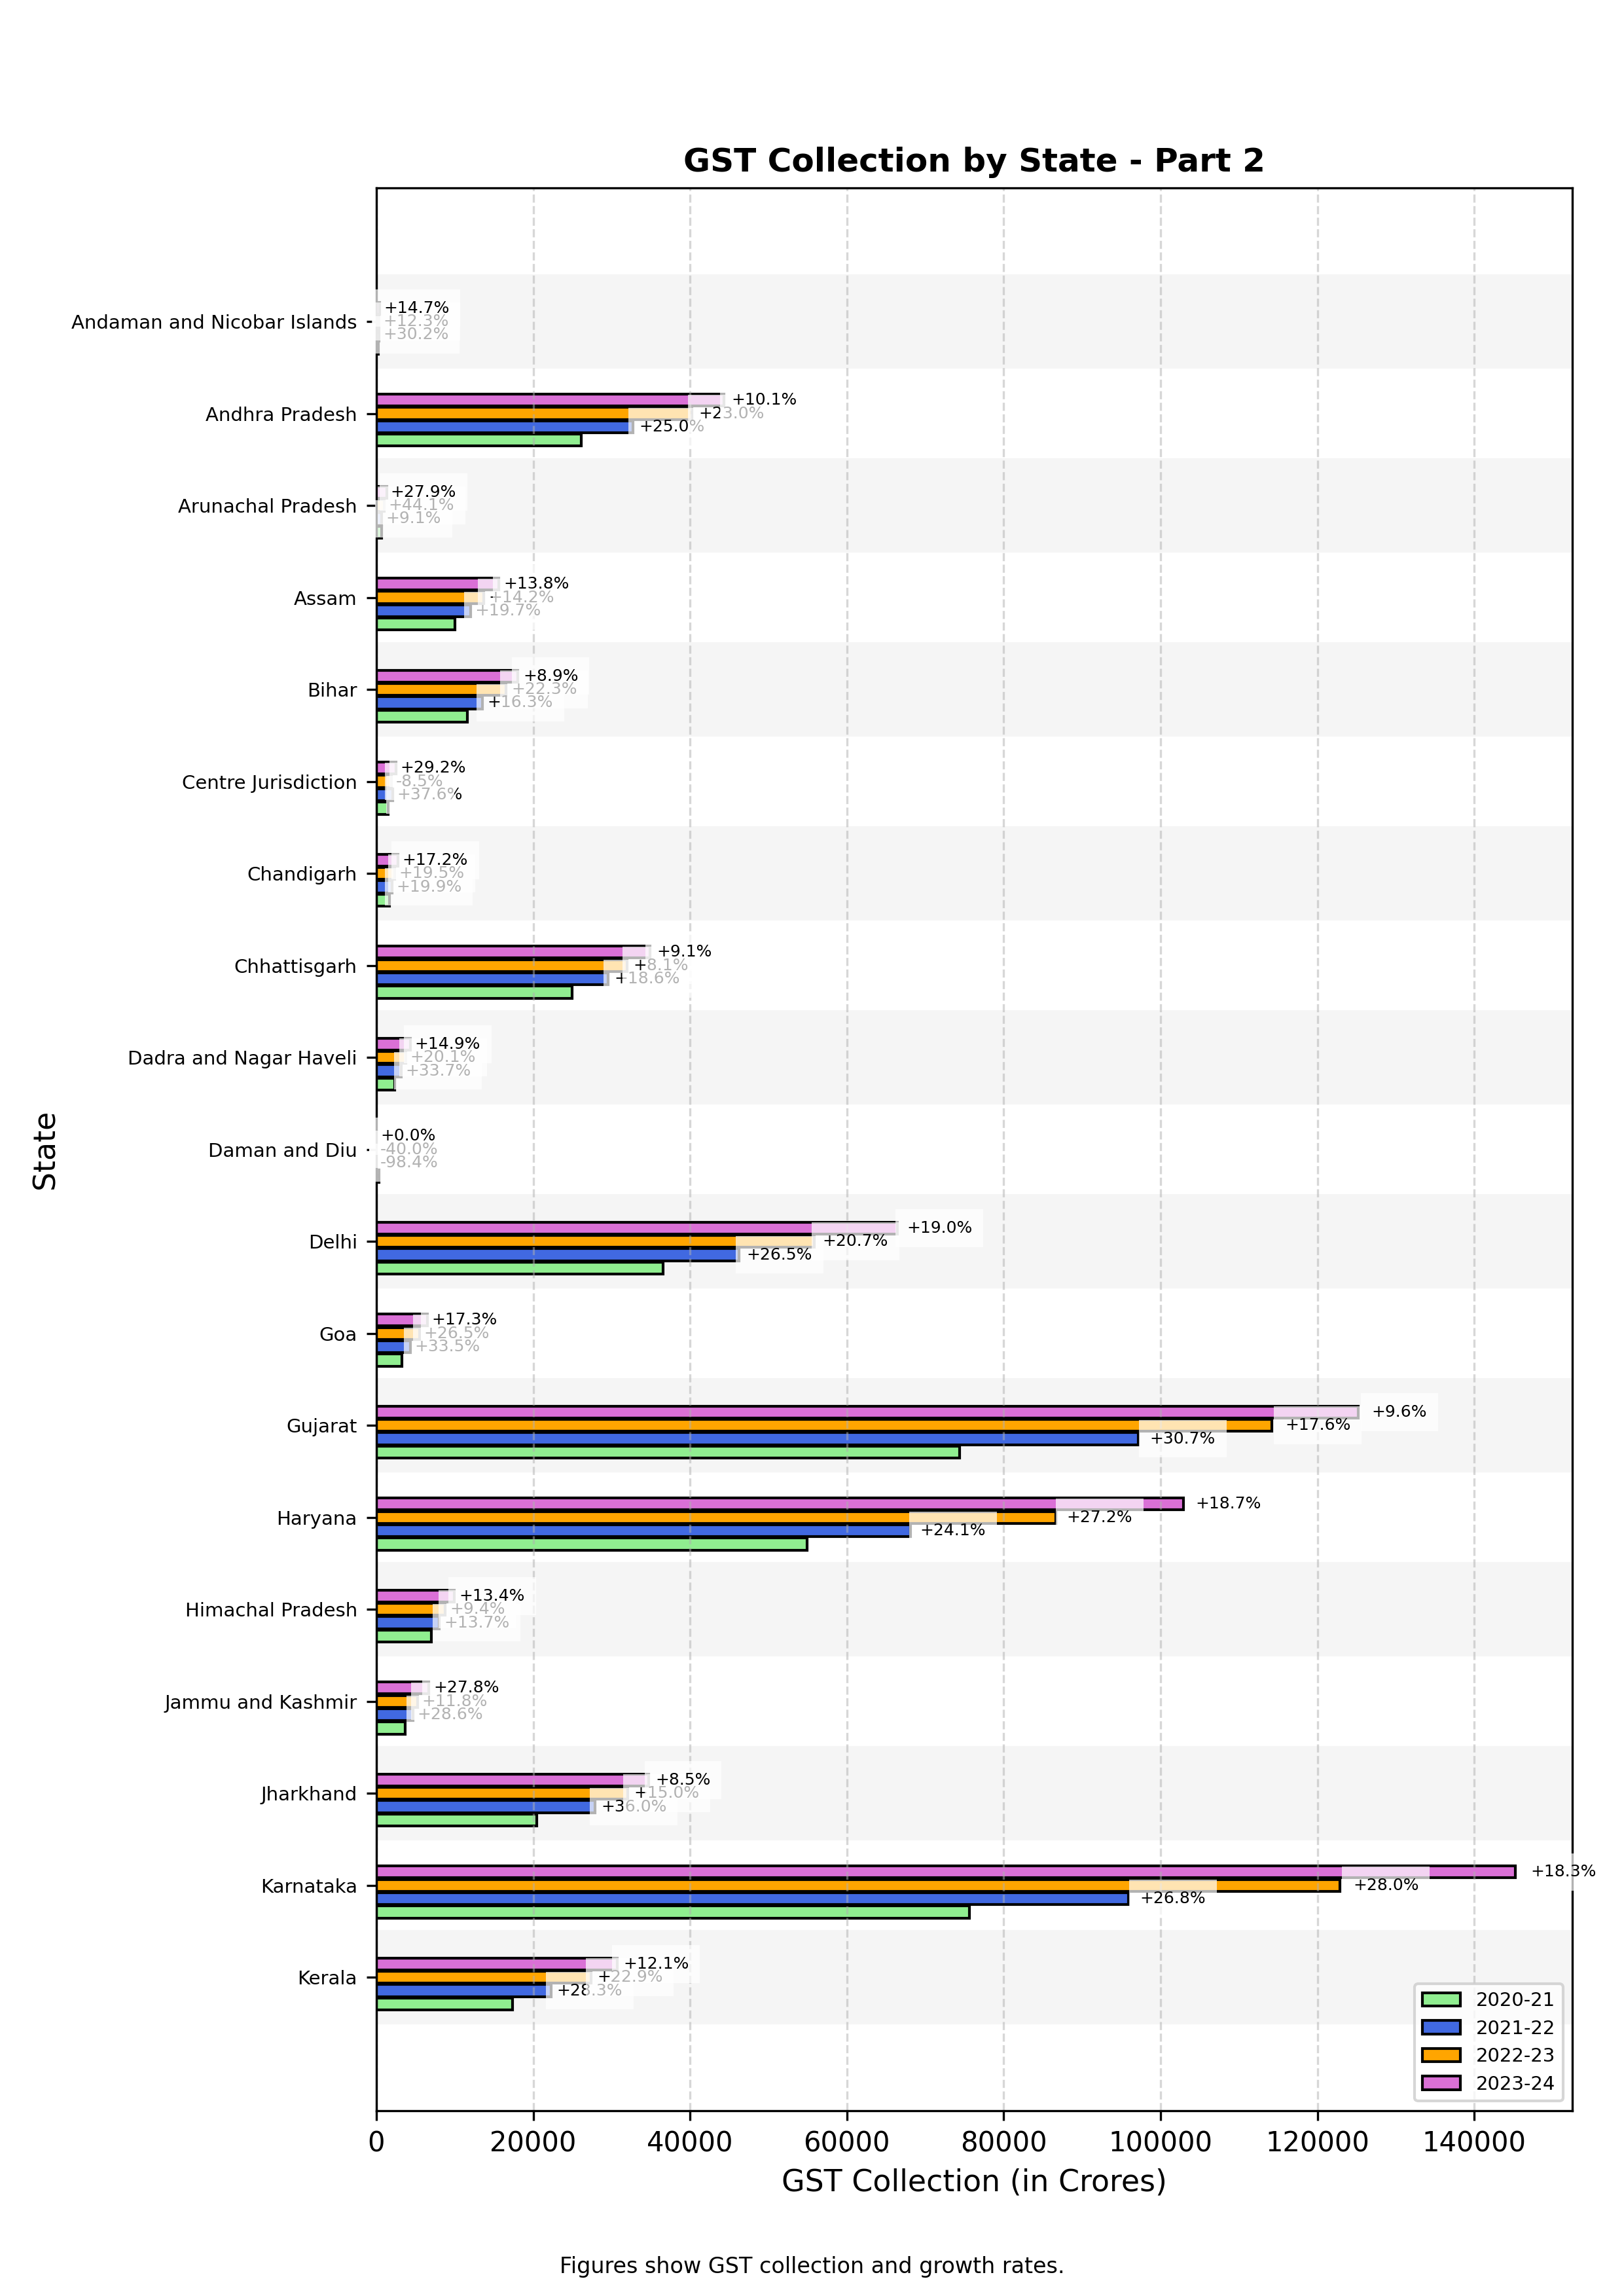 GST Collection by State - Part 2
Andaman and Nicobar Islands
+14.7%
+12.3%
+30.2%
Andhra Pradesh
+10.1%
+23.0%
+25.0%
Arunachal Pradesh
+27.9%
+44.1%
+9.1%
Assam
+13.8%
+14.2%
+19.7%
Bihar
+8.9%
+22.3%
+16.3%
Centre Jurisdiction
+29.2%
-8.5%
+37.6%
Chandigarh
+17.2%
+19.5%
+19.9%
Chhattisgarh
+9.1%
+8.1%
+18.6%
Dadra and Nagar Haveli
+14.9%
+20.1%
+33.7%
Daman and Diu
+0.0%
-40.0%
-98.4%
Delhi
+19.0%
+20.7%
+26.5%
Goa
+17.3%
+26.5%
+33.5%
Gujarat
+9.6%
+17.6%
+30.7%
Haryana
+18.7%
+27.2%
+24.1%
Himachal Pradesh
+13.4%
+9.4%
+13.7%
Jammu and Kashmir
+27.8%
+11.8%
+28.6%
Jharkhand
+8.5%
+15.0%
+36.0%
Karnataka
+18.3%
+28.0%
+26.8%
Kerala
+12.1%
+22.9%
+28.3%
State
2020-21
2021-22
2022-23
2023-24
0 20000 40000 60000 80000 100000 120000 140000
GST Collection (in Crores)
Figures show GST collection and growth rates.